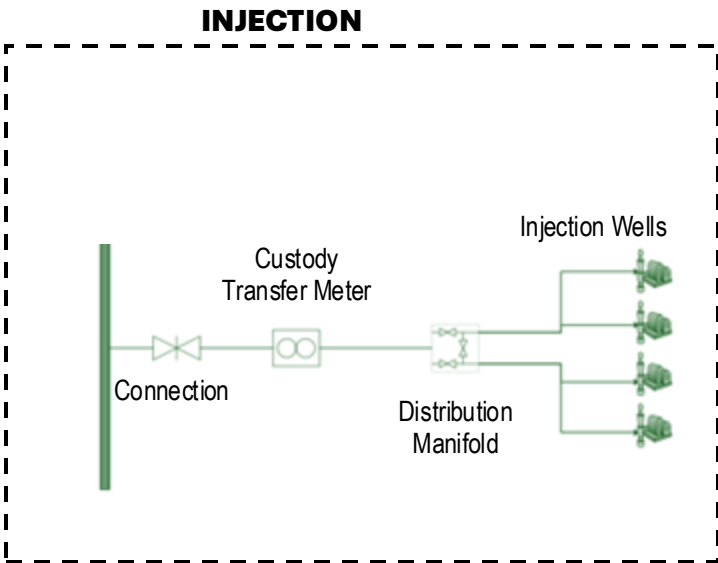 INJECTION
Injection Wells
Custody
Transfer Meter
Connection
Distribution
Manifold